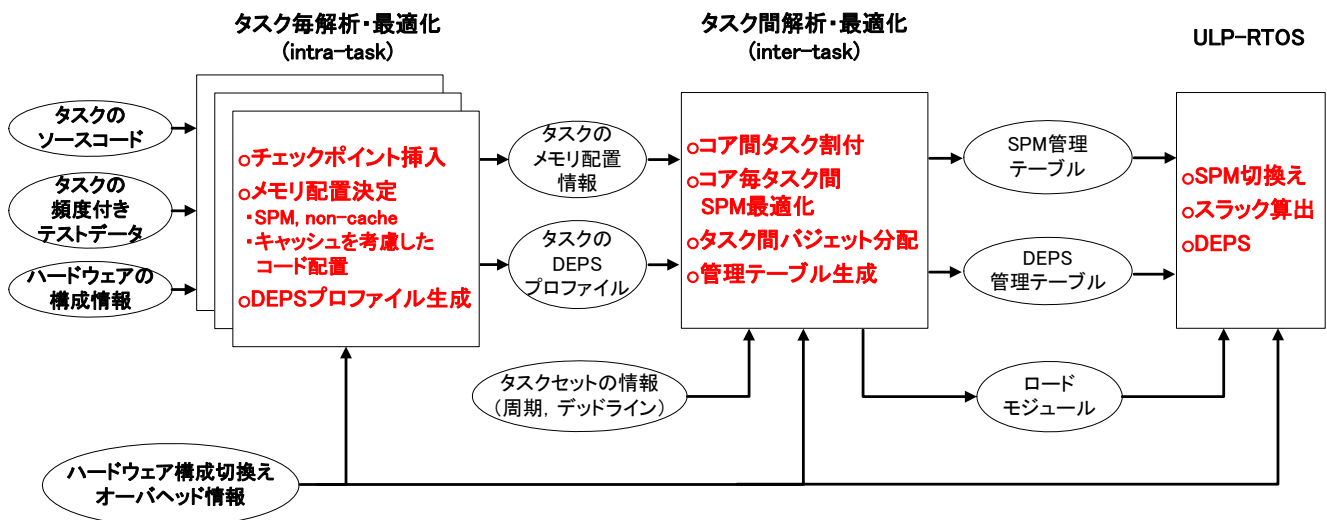 タスク毎解析・最適化
(intra-task)
タスク間解析・最適化
(inter-task)
ULP-RTOS
タスクの
ソースコード
タスクの
頻度付き
テストデータ
ハードウェアの
構成情報
oチェックポイント挿入
oメモリ配置決定
・SPM, non-cache
・キャッシュを考慮した
コード配置
oDEPSプロファイル生成
タスクの
メモリ配置
情報
タスクの
DEPS
プロファイル
oコア間タスク割付
oコア毎タスク間
SPM最適化
oタスク間バジェット分配
o管理テーブル生成
SPM管理
テーブル
DEPS
管理テーブル
oSPM切換え
oスラック算出
oDEPS
タスクセットの情報
(周期, デッドライン)
ロード
モジュール
ハードウェア構成切換え
オーバヘッド情報